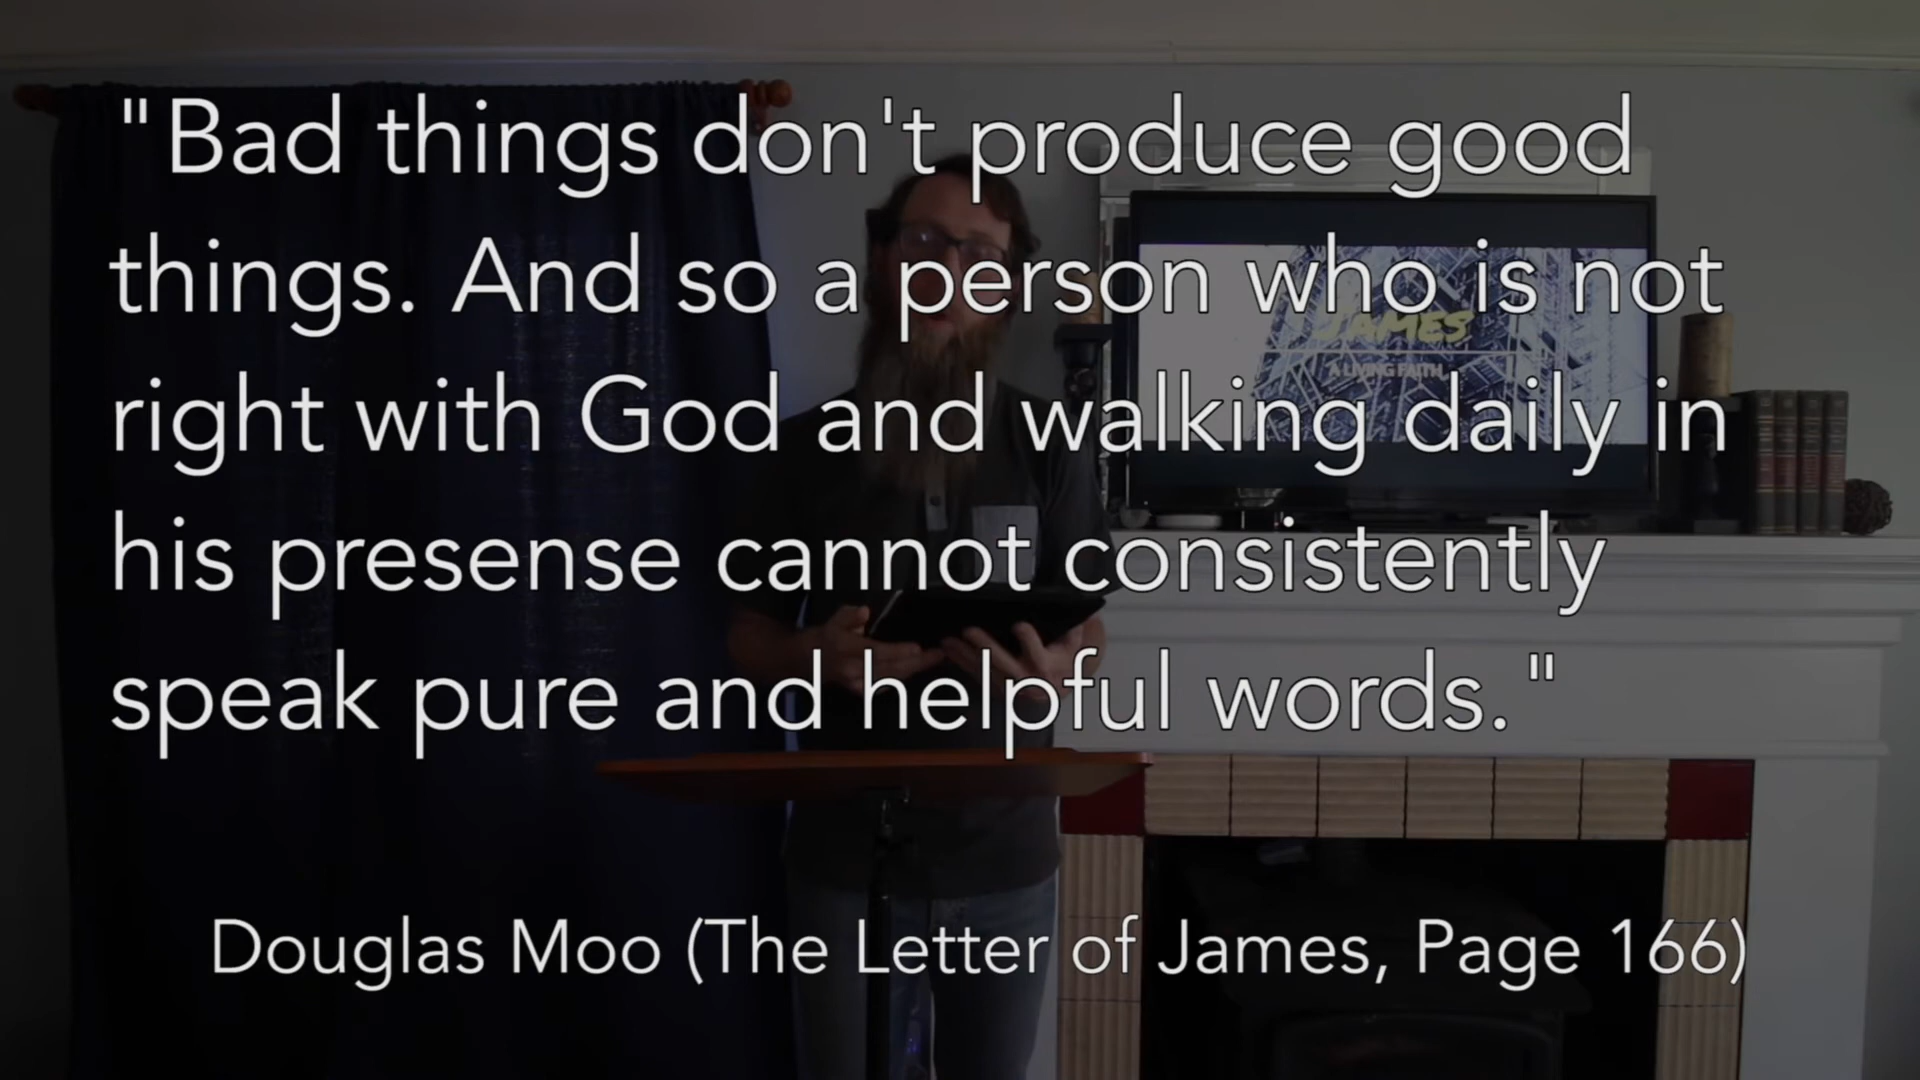 "Bad things don't produce good
things. And so a person who is not
right with God and walking daily in
his presense cannot consistently
speak pure and helpful words."
Douglas Moo (The Letter of James, Page 166)
JAMES
A LIVING FAITH